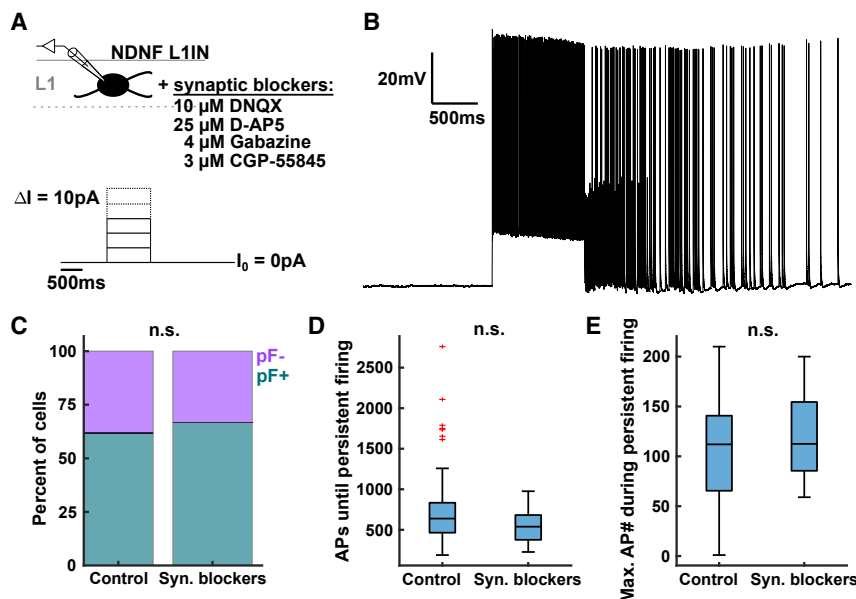 A
NDNF L1IN
L1
+ synaptic blockers:
10 µM DNQX
25 µM D-AP5
4 µM Gabazine
3 µM CGP-55845
ΔI = 10pA
I0 = 0pA
500ms
B
20mV
500ms
C
n.s.
pF-
pF+
Percent of cells
100
75
50
25
0
Control
Syn. blockers
D
n.s.
APs until persistent firing
2500
2000
1500
1000
500
Control
Syn. blockers
E
n.s.
Max. AP# during persistent firing
200
150
100
50
0
Control
Syn. blockers